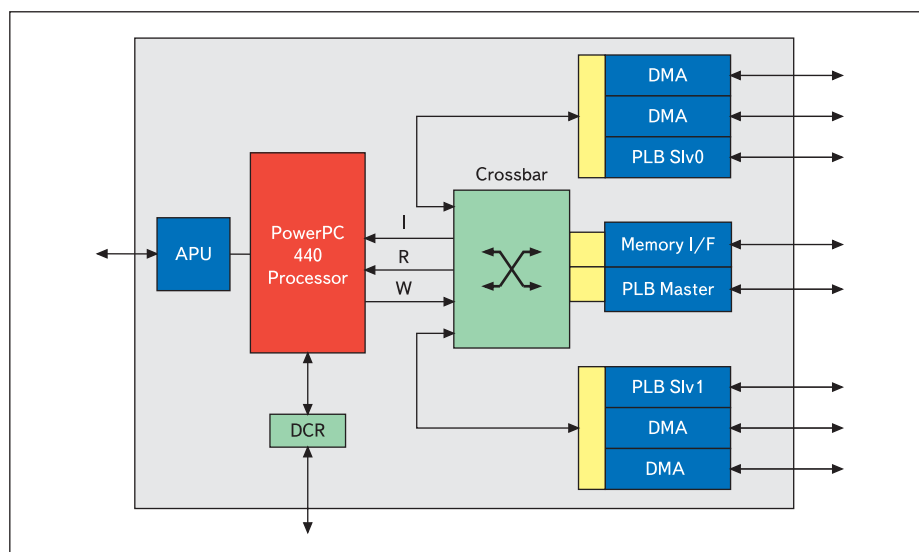 DMA
DMA
PLB Slv0
Crossbar
I
R
W
APU
PowerPC
440
Processor
Memory I/F
PLB Master
DCR
PLB Slv1
DMA
DMA